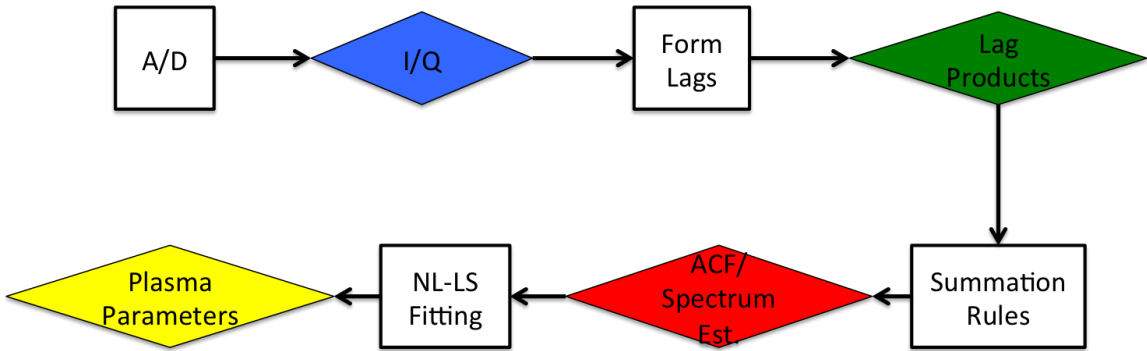 A/D
I/Q
Form
Lags
Lag
Products
Plasma
Parameters
NL-LS
Fitting
ACF/
Spectrum
Est.
Summation
Rules